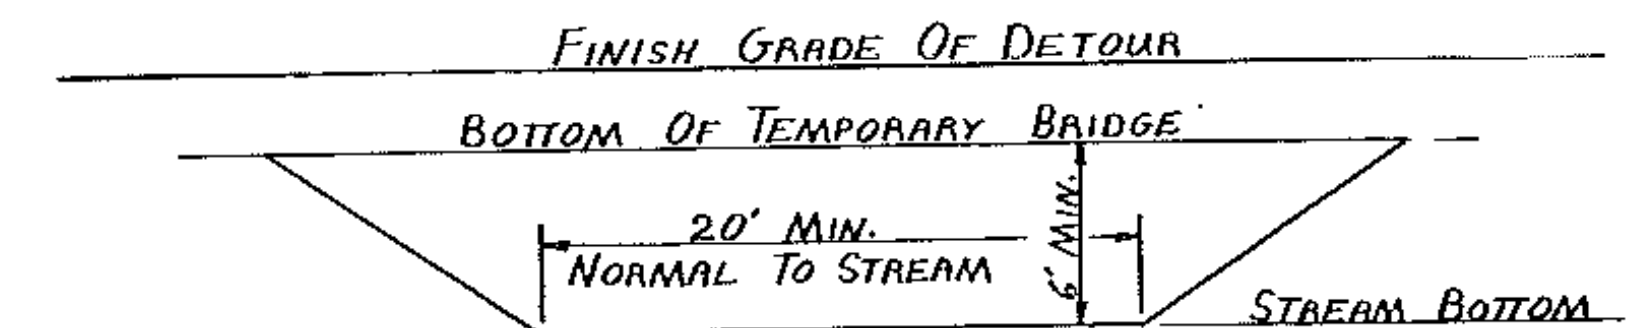 FINISH GRADE OF DETOUR
BOTTOM OF TEMPORARY BRIDGE
20' MIN.
NORMAL TO STREAM
6' MIN.
STREAM BOTTOM